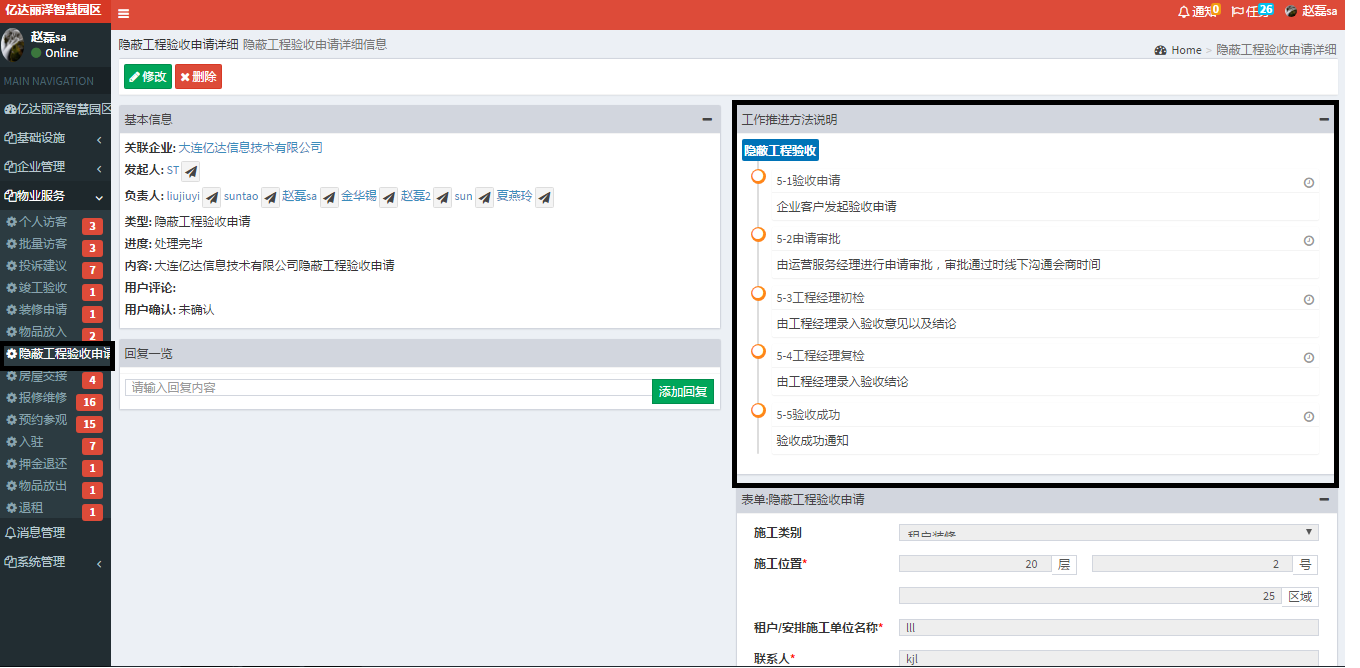 亿达丽泽智慧园区
通知 0
任务 26
赵磊sa
赵磊sa
Online
MAIN NAVIGATION
亿达丽泽智慧园区
基础设施
企业管理
物业服务
个人访客 3
批量访客 3
投诉建议 7
竣工验收 1
装修申请 1
物品放入 2
隐蔽工程验收申请
房屋交接 4
报修维修 16
预约参观 15
入驻 7
押金退还 1
物品放出 1
退租 1
消息管理
系统管理
隐蔽工程验收申请详细 隐蔽工程验收申请详细信息
Home > 隐蔽工程验收申请详细
修改 删除
基本信息
关联企业: 大连亿达信息技术有限公司
发起人: ST
负责人: liujiuyi suntao 赵磊sa 金华锡 赵磊2 sun 夏燕玲
类型: 隐蔽工程验收申请
进度: 处理完毕
内容: 大连亿达信息技术有限公司隐蔽工程验收申请
用户评论:
用户确认: 未确认
回复一览
请输入回复内容 添加回复
工作推进方法说明
隐蔽工程验收
5-1验收申请
企业客户发起验收申请
5-2申请审批
由运营服务经理进行申请审批，审批通过时线下沟通会商时间
5-3工程经理初检
由工程经理录入验收意见以及结论
5-4工程经理复检
由工程经理录入验收结论
5-5验收成功
验收成功通知
表单:隐蔽工程验收申请
施工类别 租户装修
施工位置* 20 层 2 号
25 区域
租户/安排施工单位名称* lll
联系人* kjl